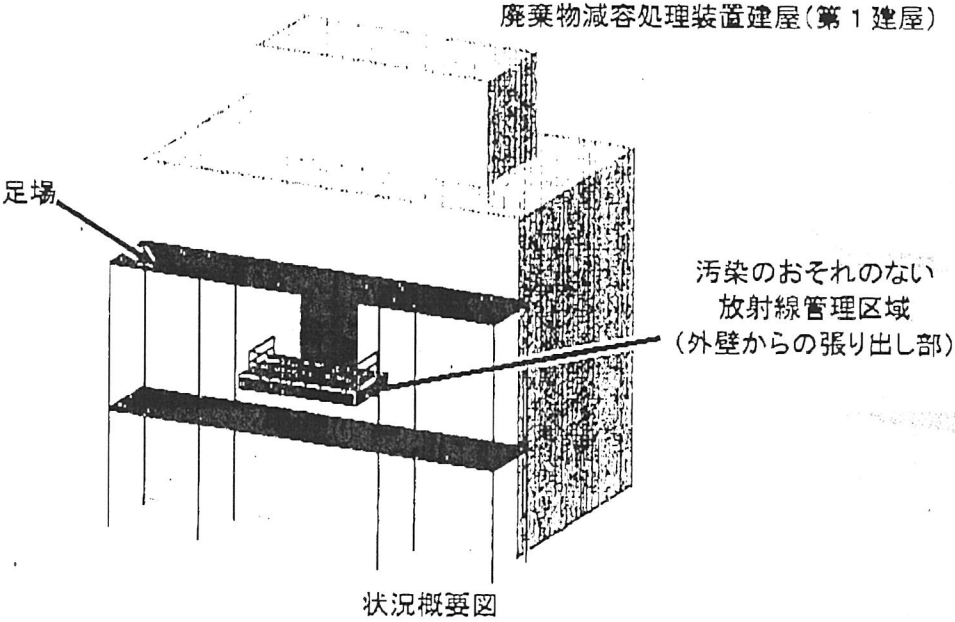 廃棄物減容処理装置建屋(第1建屋)
足場
汚染のおそれのない
放射線管理区域
(外壁からの張り出し部)
状況概要図